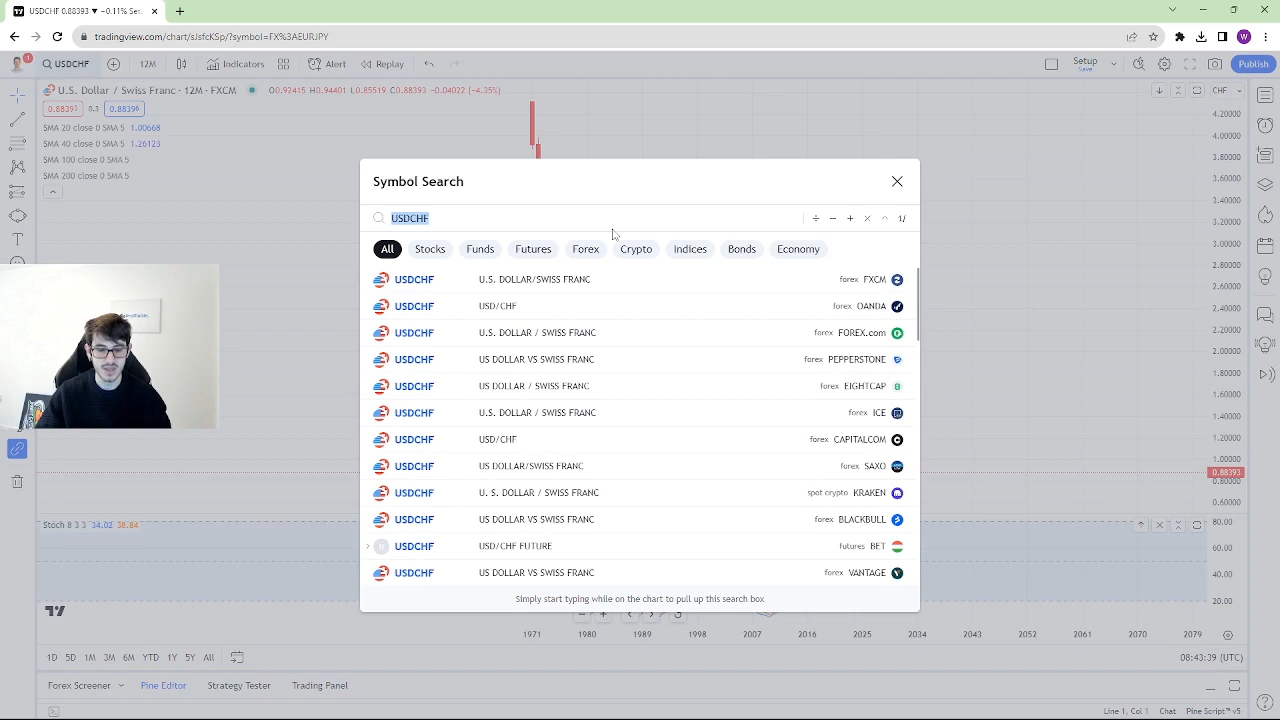 USDCHF 0.88393 ▼ −0.11% Set
tradingview.com/chart/sJsfcKSp/?symbol=FX%3AEURJPY
W
1
USDCHF
12M
Indicators
Alert
Replay
Setup
Save
Publish
U.S. Dollar / Swiss Franc · 12M · FXCM
O0.92415 H0.94401 L0.85519 C0.88393 −0.04022 (−4.35%)
CHF
0.88393 0.3 0.88396
SMA 20 close 0 SMA 5 1.00668
SMA 40 close 0 SMA 5 1.26123
SMA 100 close 0 SMA 5
SMA 200 close 0 SMA 5
4.20000
4.00000
3.80000
3.60000
3.40000
3.20000
3.00000
2.80000
2.60000
2.40000
2.20000
2.00000
1.80000
1.60000
1.40000
1.20000
1.00000
0.88393
0.80000
0.60000
Symbol Search
USDCHF
÷ − + × ^ 1/
All Stocks Funds Futures Forex Crypto Indices Bonds Economy
USDCHF U.S. DOLLAR/SWISS FRANC forex FXCM
USDCHF USD/CHF forex OANDA
USDCHF U.S. DOLLAR / SWISS FRANC forex FOREX.com
USDCHF US DOLLAR VS SWISS FRANC forex PEPPERSTONE
USDCHF US DOLLAR / SWISS FRANC forex EIGHTCAP
USDCHF U.S. DOLLAR / SWISS FRANC forex ICE
USDCHF USD/CHF forex CAPITALCOM
USDCHF US DOLLAR/SWISS FRANC forex SAXO
USDCHF U. S. DOLLAR / SWISS FRANC spot crypto KRAKEN
USDCHF US DOLLAR VS SWISS FRANC forex BLACKBULL
U USDCHF USD/CHF FUTURE futures BET
USDCHF US DOLLAR VS SWISS FRANC forex VANTAGE
Simply start typing while on the chart to pull up this search box
Stoch 8 3 3 34.02 38.84
80.00
60.00
40.00
20.00
1971 1980 1989 1998 2007 2016 2025 2034 2043 2052 2061 2070 2079
1D 5D 1M 3M 6M YTD 1Y 5Y All
08:43:39 (UTC)
Forex Screener Pine Editor Strategy Tester Trading Panel
Line 1, Col 1 Chat Pine Script™ v5